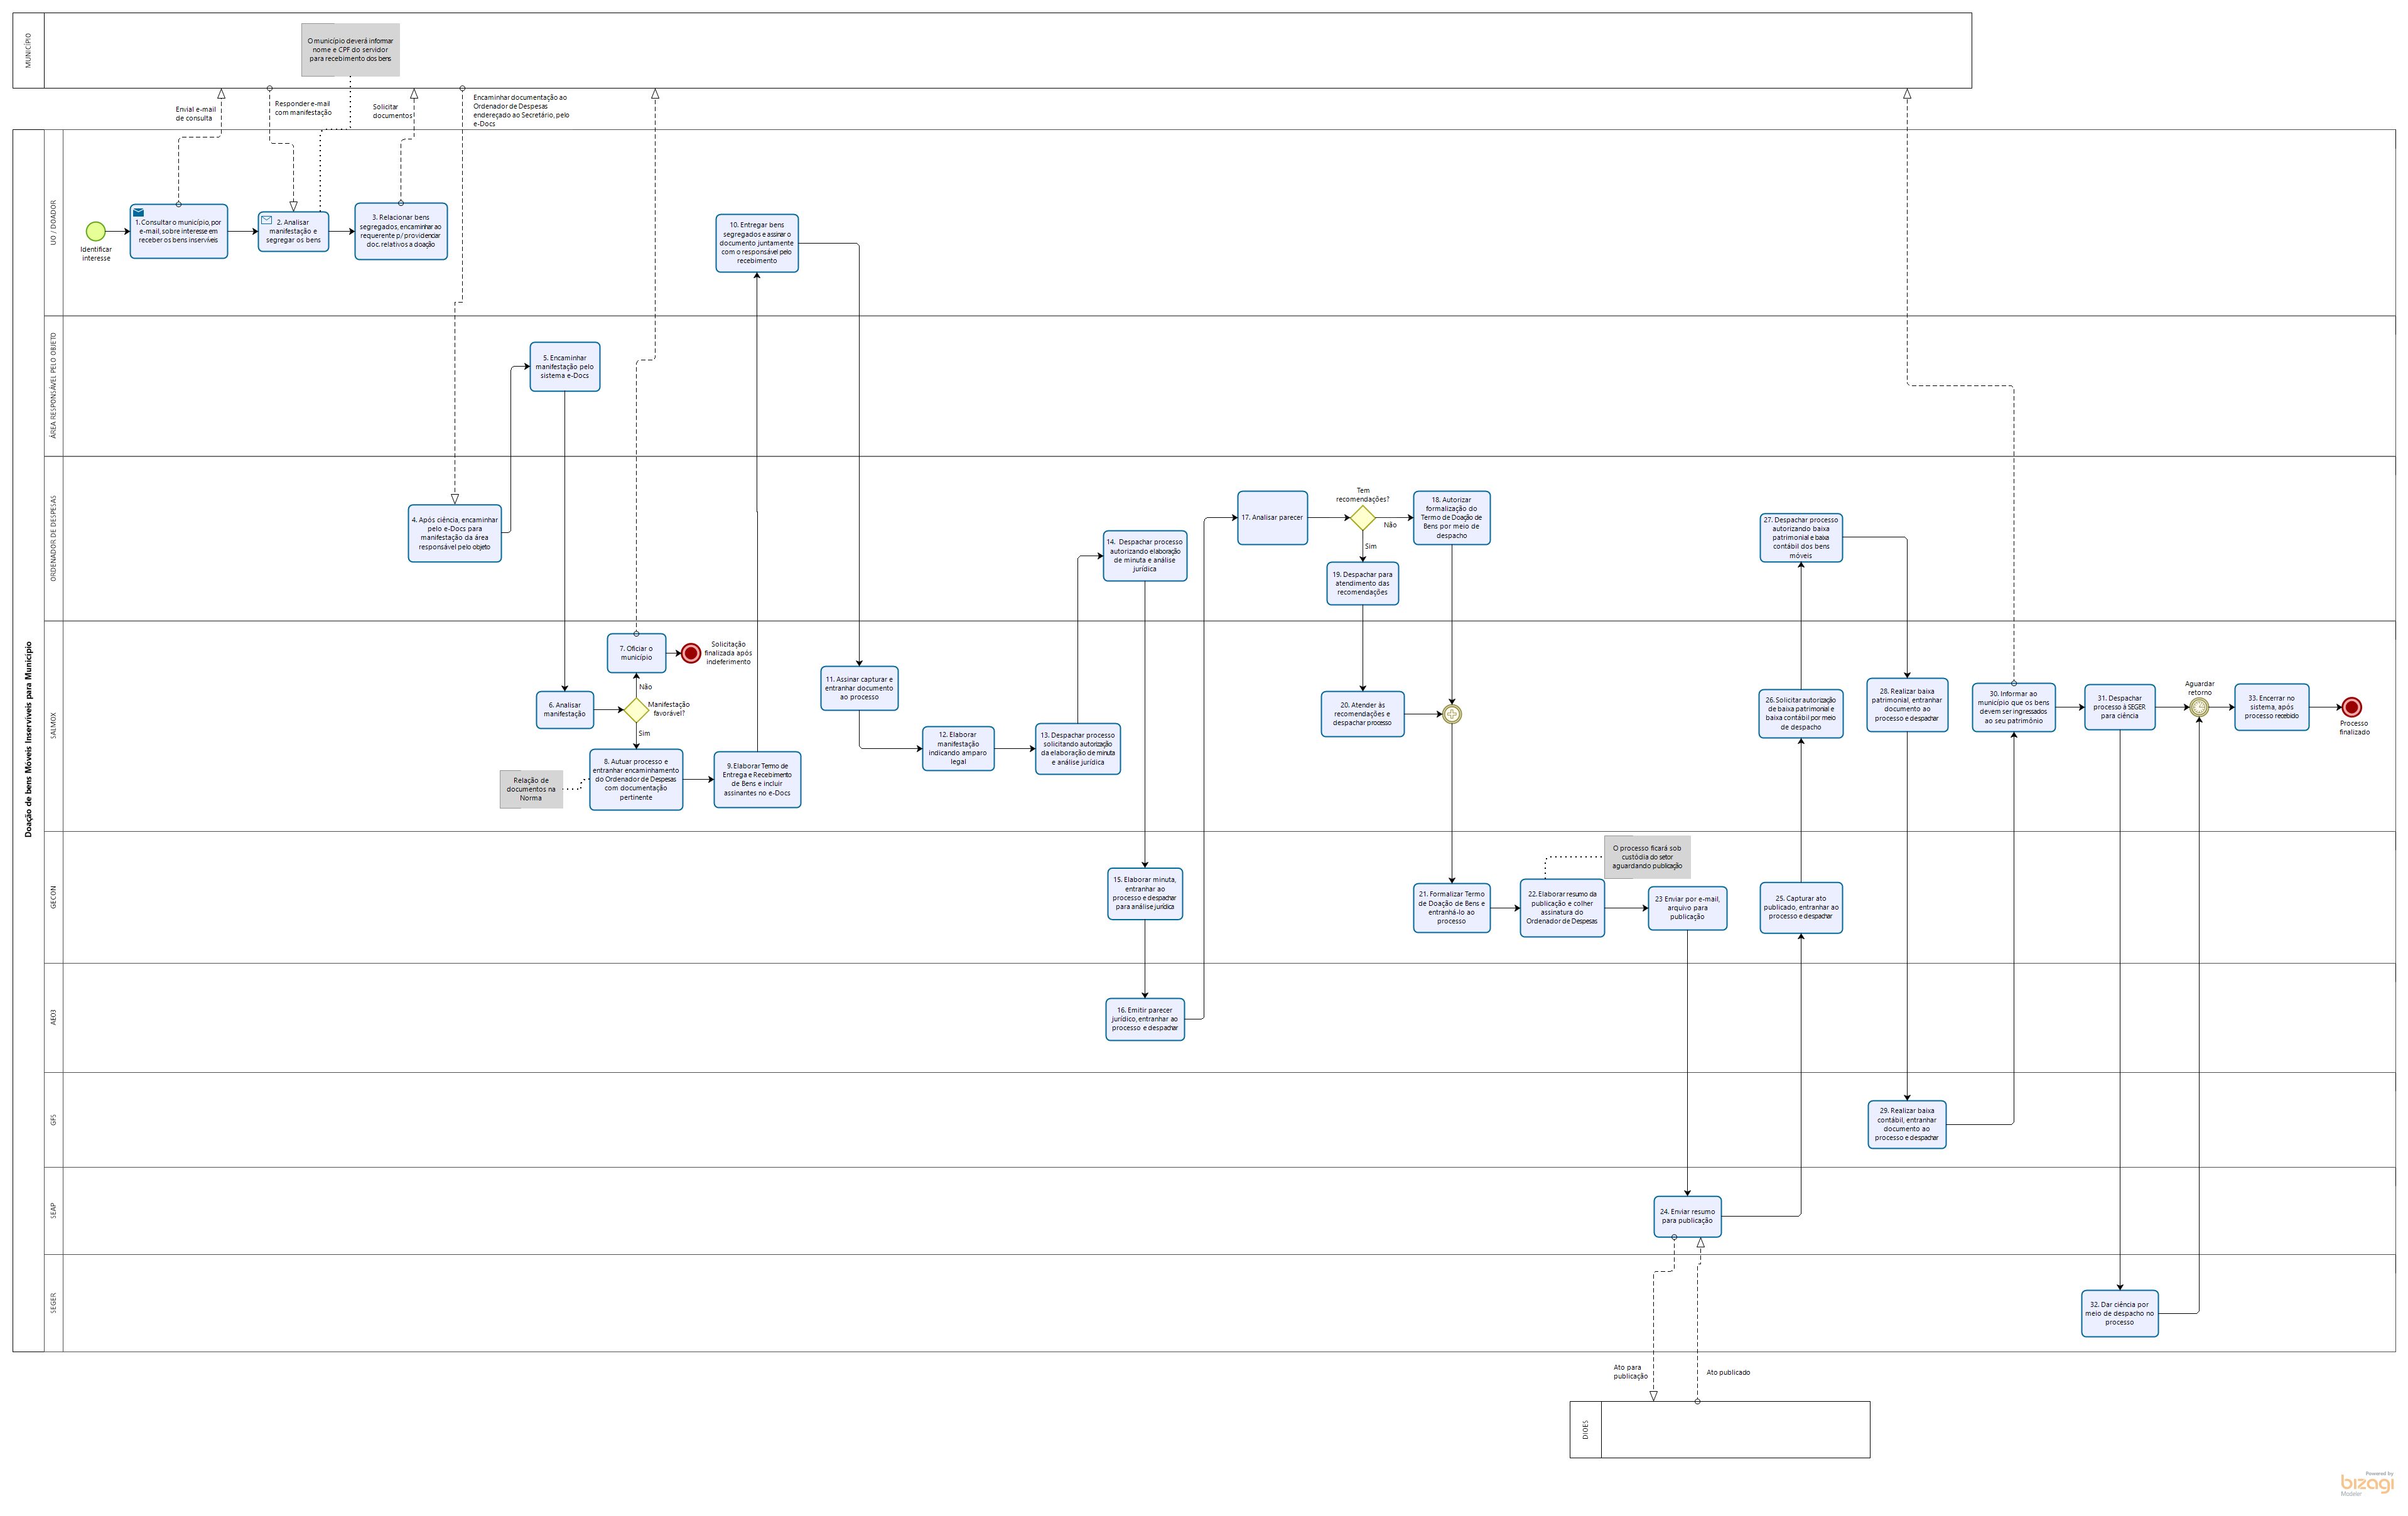 MUNICÍPIO
O município deverá informar
nome e CPF do servidor
para recebimento dos bens
Envial e-mail
de consulta
Responder e-mail
com manifestação
Solicitar
documentos
Encaminhar documentação ao
Ordenador de Despesas
endereçado ao Secretário, pelo
e-Docs
Doação de bens Móveis Inservíveis para Município
UO / DOADOR
Identificar
interesse
1. Consultar o município, por
e-mail, sobre interesse em
receber os bens inservíveis
2. Analisar
manifestação e
segregar os bens
3. Relacionar bens
segregados, encaminhar ao
requerente p/ providenciar
doc. relativos a doação
10. Entregar bens
segregados e assinar o
documento juntamente
com o responsável pelo
recebimento
ÁREA RESPONSÁVEL PELO OBJETO
5. Encaminhar
manifestação pelo
sistema e-Docs
ORDENADOR DE DESPESAS
4. Após ciência, encaminhar
pelo e-Docs para
manifestação da área
responsável pelo objeto
14. Despachar processo
autorizando elaboração
de minuta e análise
jurídica
17. Analisar parecer
Tem
recomendações?
Não
Sim
18. Autorizar
formalização do
Termo de Doação de
Bens por meio de
despacho
19. Despachar para
atendimento das
recomendações
27. Despachar processo
autorizando baixa
patrimonial e baixa
contábil dos bens
móveis
SALMOX
6. Analisar
manifestação
7. Oficiar o
município
Solicitação
finalizada após
indeferimento
Não
Manifestação
favorável?
Sim
8. Autuar processo e
entranhar encaminhamento
do Ordenador de Despesas
com documentação
pertinente
Relação de
documentos na
Norma
9. Elaborar Termo de
Entrega e Recebimento
de Bens e incluir
assinantes no e-Docs
11. Assinar capturar e
entranhar documento
ao processo
12. Elaborar
manifestação
indicando amparo
legal
13. Despachar processo
solicitando autorização
da elaboração de minuta
e análise jurídica
20. Atender às
recomendações e
despachar processo
26. Solicitar autorização
de baixa patrimonial e
baixa contábil por meio
de despacho
28. Realizar baixa
patrimonial, entranhar
documento ao
processo e despachar
30. Informar ao
município que os bens
devem ser ingressados
ao seu patrimônio
31. Despachar
processo à SEGER
para ciência
Aguardar
retorno
33. Encerrar no
sistema, após
processo recebido
Processo
finalizado
GECON
15. Elaborar minuta,
entranhar ao
processo e despachar
para análise jurídica
21. Formalizar Termo
de Doação de Bens e
entranhá-lo ao
processo
22. Elaborar resumo da
publicação e colher
assinatura do
Ordenador de Despesas
O processo ficará sob
custódia do setor
aguardando publicação
23 Enviar por e-mail,
arquivo para
publicação
25. Capturar ato
publicado, entranhar ao
processo e despachar
AE03
16. Emitir parecer
jurídico, entranhar ao
processo e despachar
GFS
29. Realizar baixa
contábil, entranhar
documento ao
processo e despachar
SEAP
24. Enviar resumo
para publicação
SEGER
32. Dar ciência por
meio de despacho no
processo
Ato para
publicação
Ato publicado
DIOES
Powered by
bizagi
Modeler